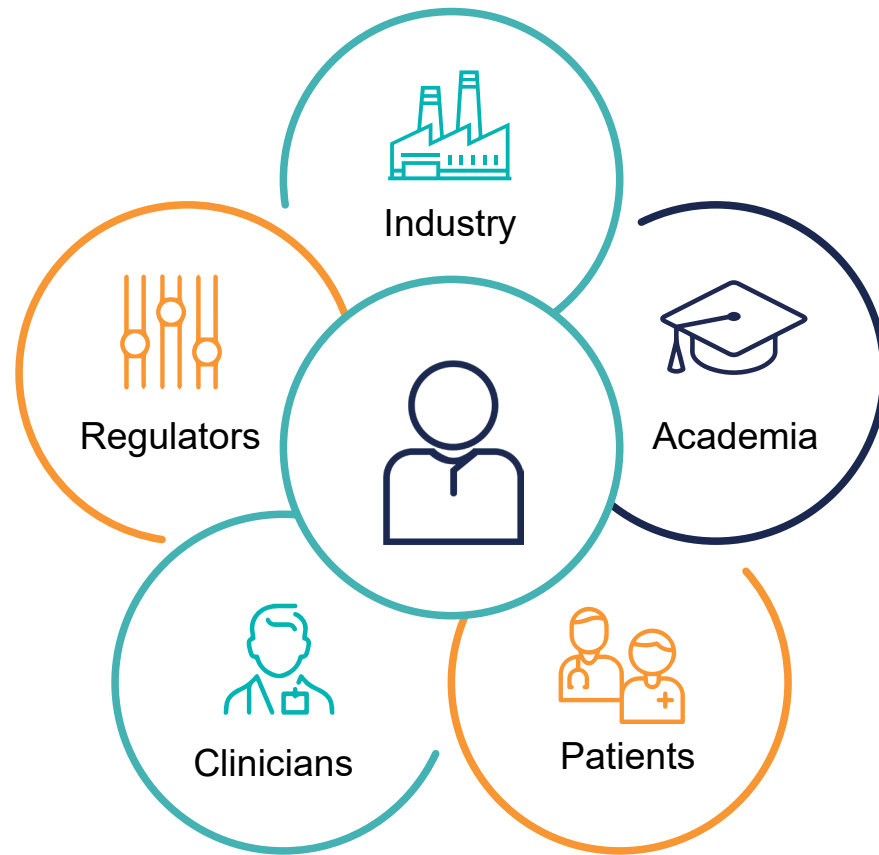 Industry
Regulators
Academia
Clinicians
Patients